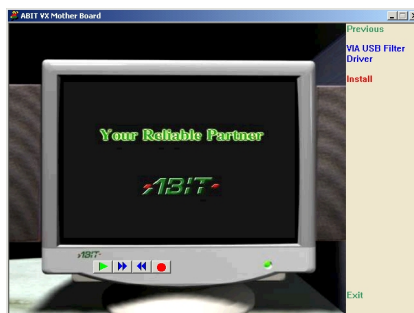 ABIT VX Mother Board
Previous
VIA USB Filter
Driver
Install
Your Reliable Partner
ABIT
ABIT
Exit